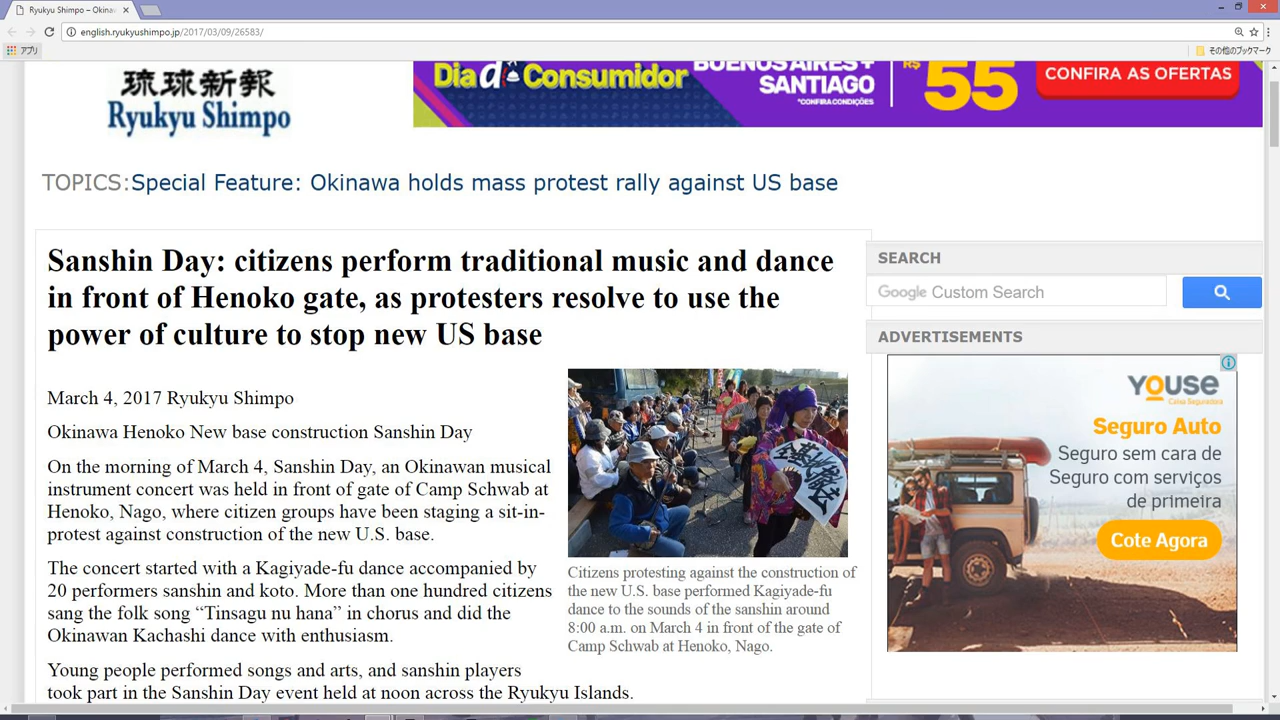 Ryukyu Shimpo – Okinaw
english.ryukyushimpo.jp/2017/03/09/26583/
アプリ
その他のブックマーク
琉球新報
Ryukyu Shimpo
Dia do Consumidor
BUENOS AIRES +
SANTIAGO
*CONFIRA CONDIÇÕES
R$
55
CONFIRA AS OFERTAS
TOPICS:Special Feature: Okinawa holds mass protest rally against US base
Sanshin Day: citizens perform traditional music and dance
in front of Henoko gate, as protesters resolve to use the
power of culture to stop new US base
March 4, 2017 Ryukyu Shimpo
Okinawa Henoko New base construction Sanshin Day
On the morning of March 4, Sanshin Day, an Okinawan musical
instrument concert was held in front of gate of Camp Schwab at
Henoko, Nago, where citizen groups have been staging a sit-in-
protest against construction of the new U.S. base.
The concert started with a Kagiyade-fu dance accompanied by
20 performers sanshin and koto. More than one hundred citizens
sang the folk song “Tinsagu nu hana” in chorus and did the
Okinawan Kachashi dance with enthusiasm.
Young people performed songs and arts, and sanshin players
took part in the Sanshin Day event held at noon across the Ryukyu Islands.
全基地撤去
Citizens protesting against the construction of
the new U.S. base performed Kagiyade-fu
dance to the sounds of the sanshin around
8:00 a.m. on March 4 in front of the gate of
Camp Schwab at Henoko, Nago.
SEARCH
Google Custom Search
ADVERTISEMENTS
YOUSE
Caixa Seguradora
Seguro Auto
Seguro sem cara de
Seguro com serviços
de primeira
Cote Agora